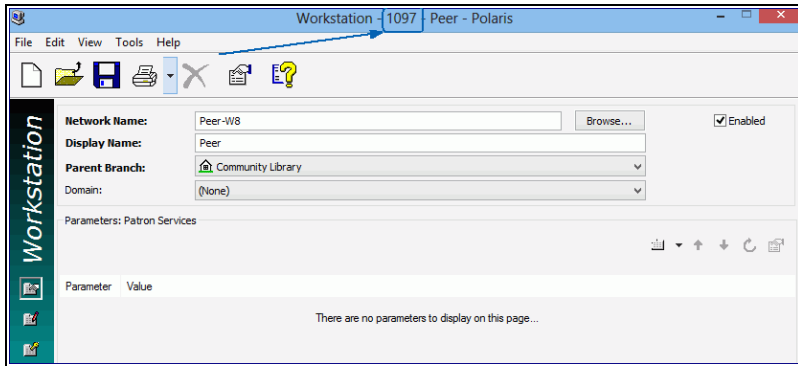 Workstation - 1097 - Peer - Polaris
File Edit View Tools Help
Workstation
Network Name: Peer-W8 Browse... Enabled
Display Name: Peer
Parent Branch: Community Library
Domain: (None)
Parameters: Patron Services
Parameter Value
There are no parameters to display on this page...